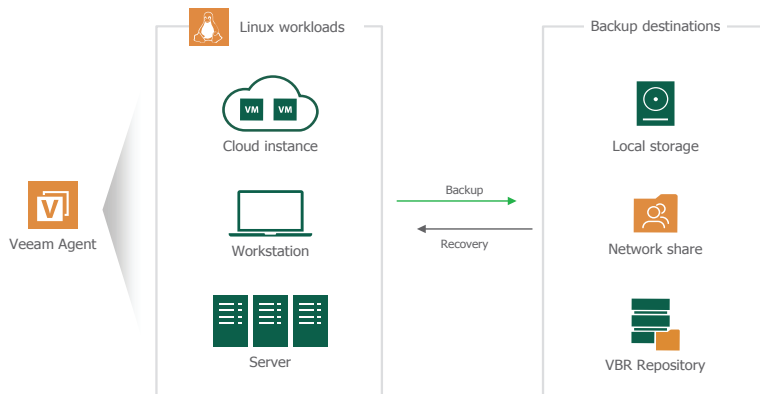 Linux workloads
Backup destinations
VM VM
Cloud instance
Local storage
V
Veeam Agent
Backup
Recovery
Workstation
Network share
Server
VBR Repository